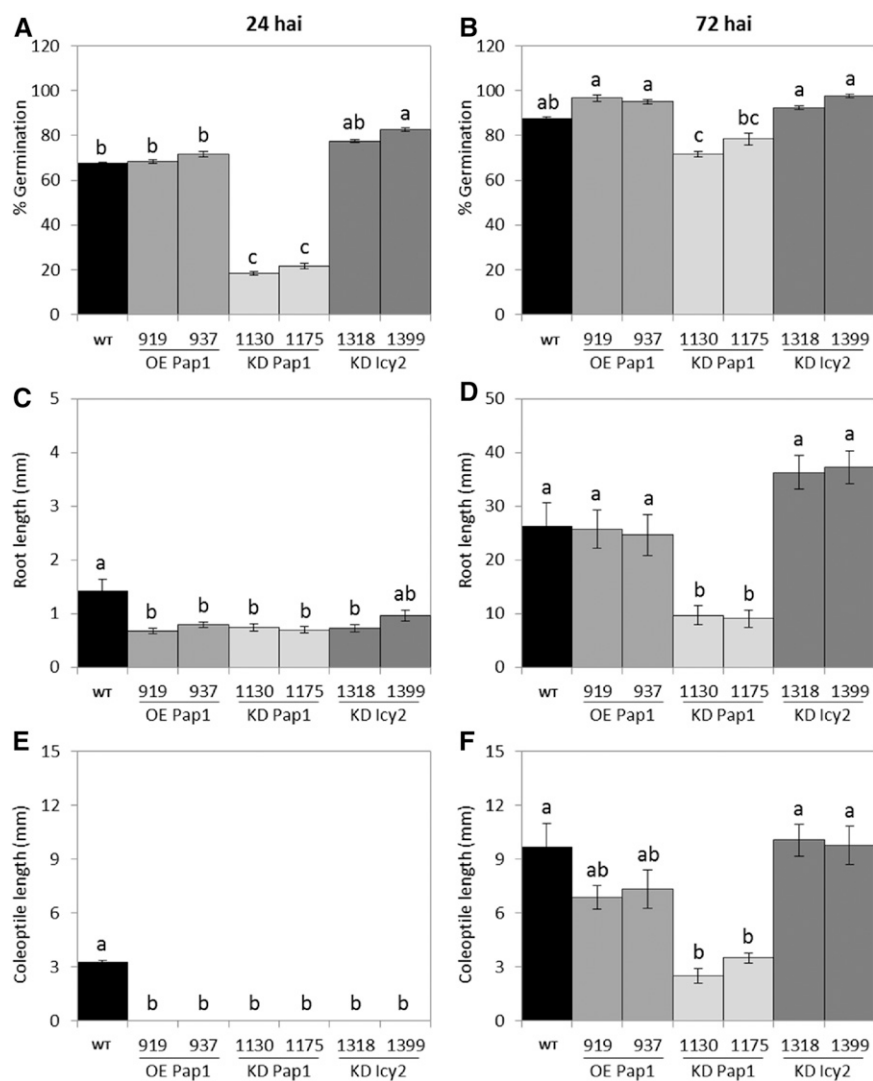 24 hai
72 hai
A
% Germination
120
100
80
60
40
20
0
b
b
b
c
c
ab
a
WT
919
937
1130
1175
1318
1399
OE Pap1
KD Pap1
KD Icy2
B
% Germination
120
100
80
60
40
20
0
ab
a
a
c
bc
a
a
WT
919
937
1130
1175
1318
1399
OE Pap1
KD Pap1
KD Icy2
C
Root length (mm)
5
4
3
2
1
0
a
b
b
b
b
b
ab
WT
919
937
1130
1175
1318
1399
OE Pap1
KD Pap1
KD Icy2
D
Root length (mm)
50
40
30
20
10
0
a
a
a
b
b
a
a
WT
919
937
1130
1175
1318
1399
OE Pap1
KD Pap1
KD Icy2
E
Coleoptile length (mm)
15
12
9
6
3
0
a
b
b
b
b
b
b
WT
919
937
1130
1175
1318
1399
OE Pap1
KD Pap1
KD Icy2
F
Coleoptile length (mm)
15
12
9
6
3
0
a
ab
ab
b
b
a
a
WT
919
937
1130
1175
1318
1399
OE Pap1
KD Pap1
KD Icy2